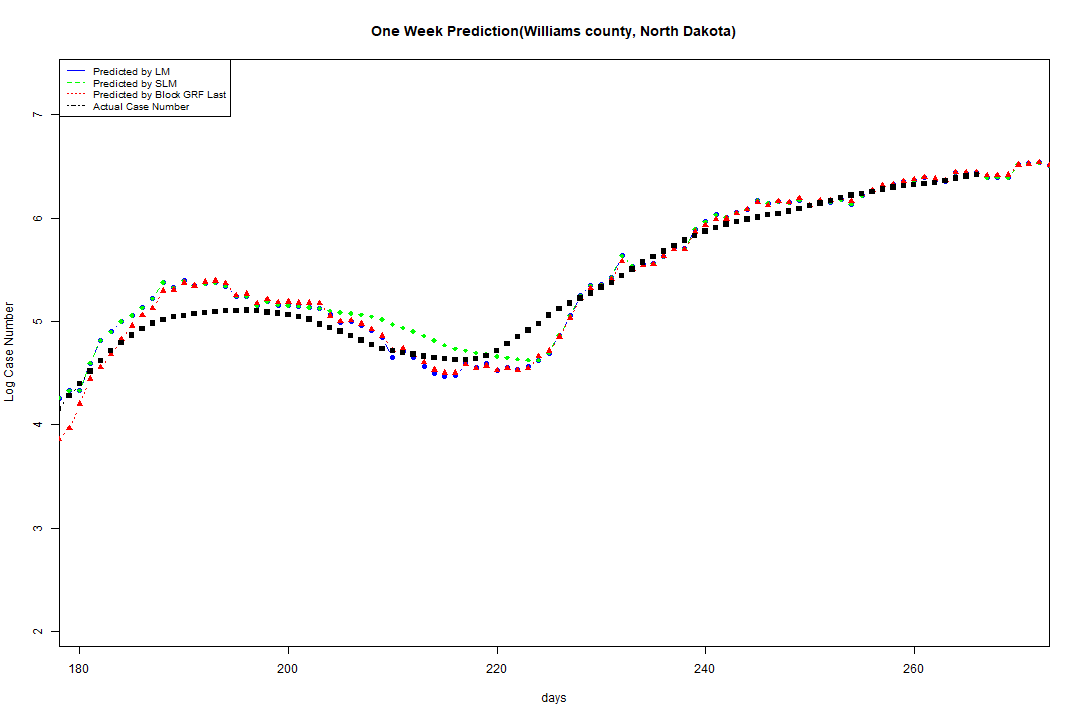 One Week Prediction(Williams county, North Dakota)
Predicted by LM
Predicted by SLM
Predicted by Block GRF Last
Actual Case Number
7
6
5
4
3
2
Log Case Number
180 200 220 240 260
days